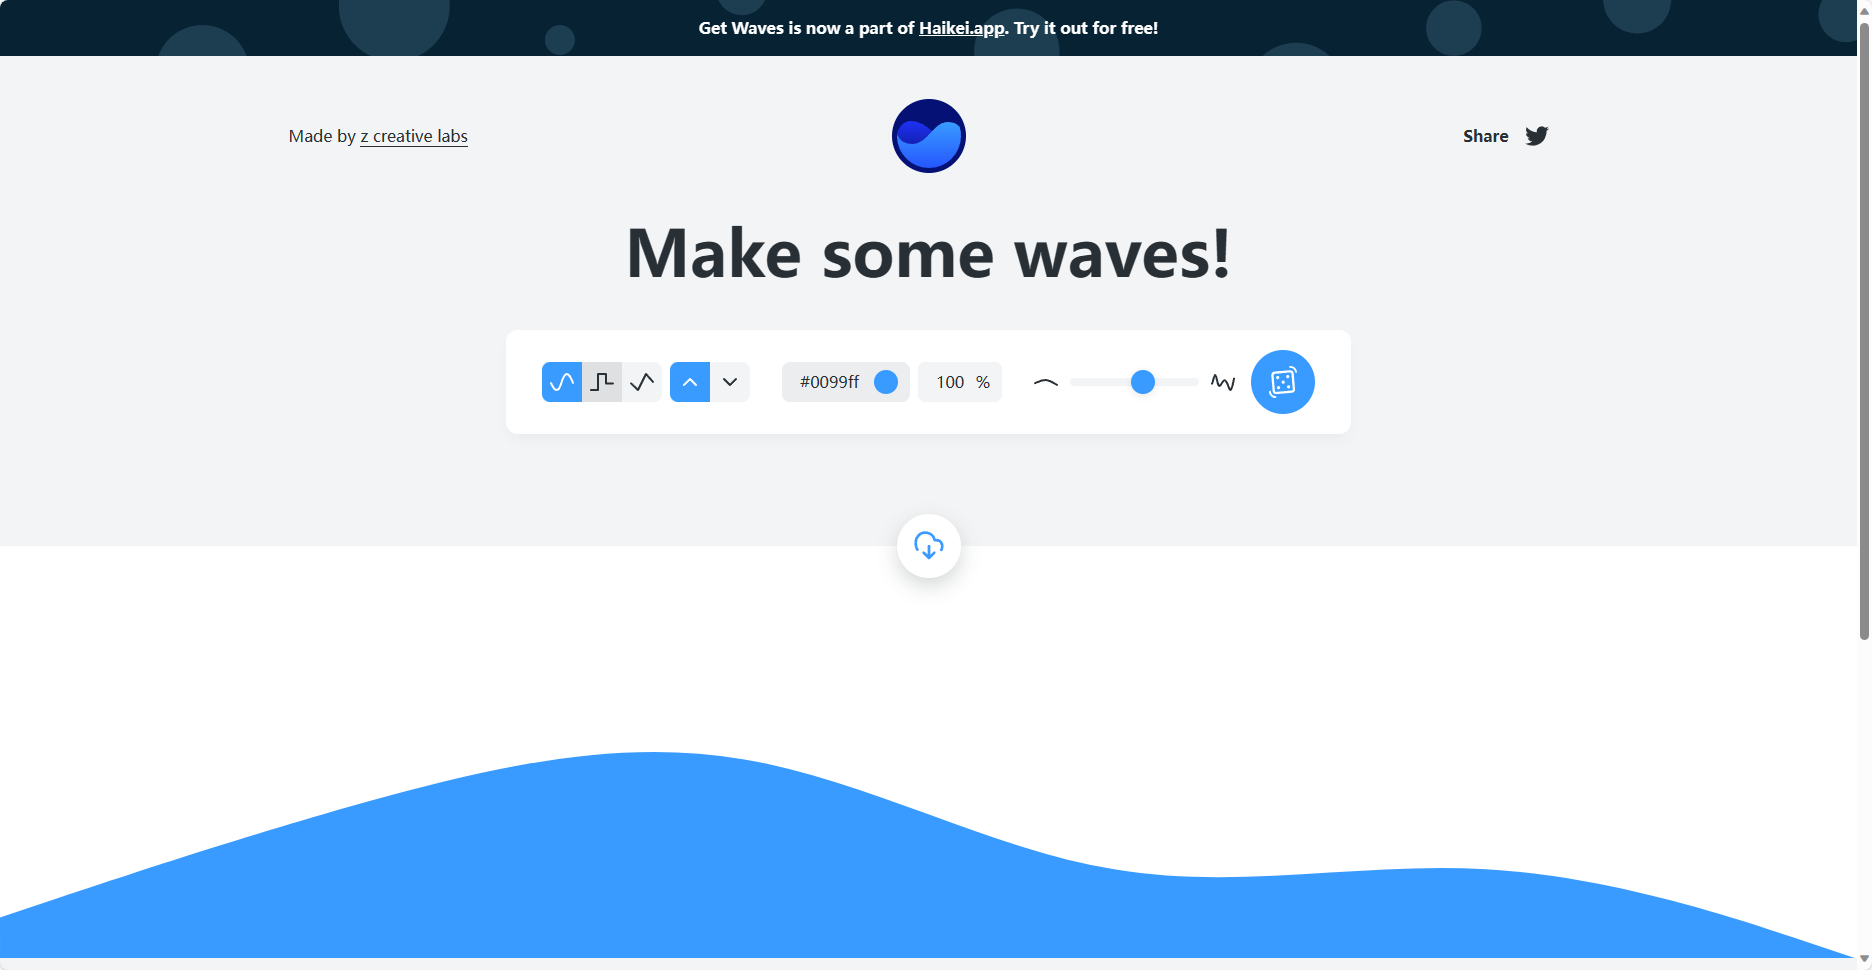 Get Waves is now a part of Haikei.app. Try it out for free!
Made by z creative labs
Share
Make some waves!
#0099ff
100 %